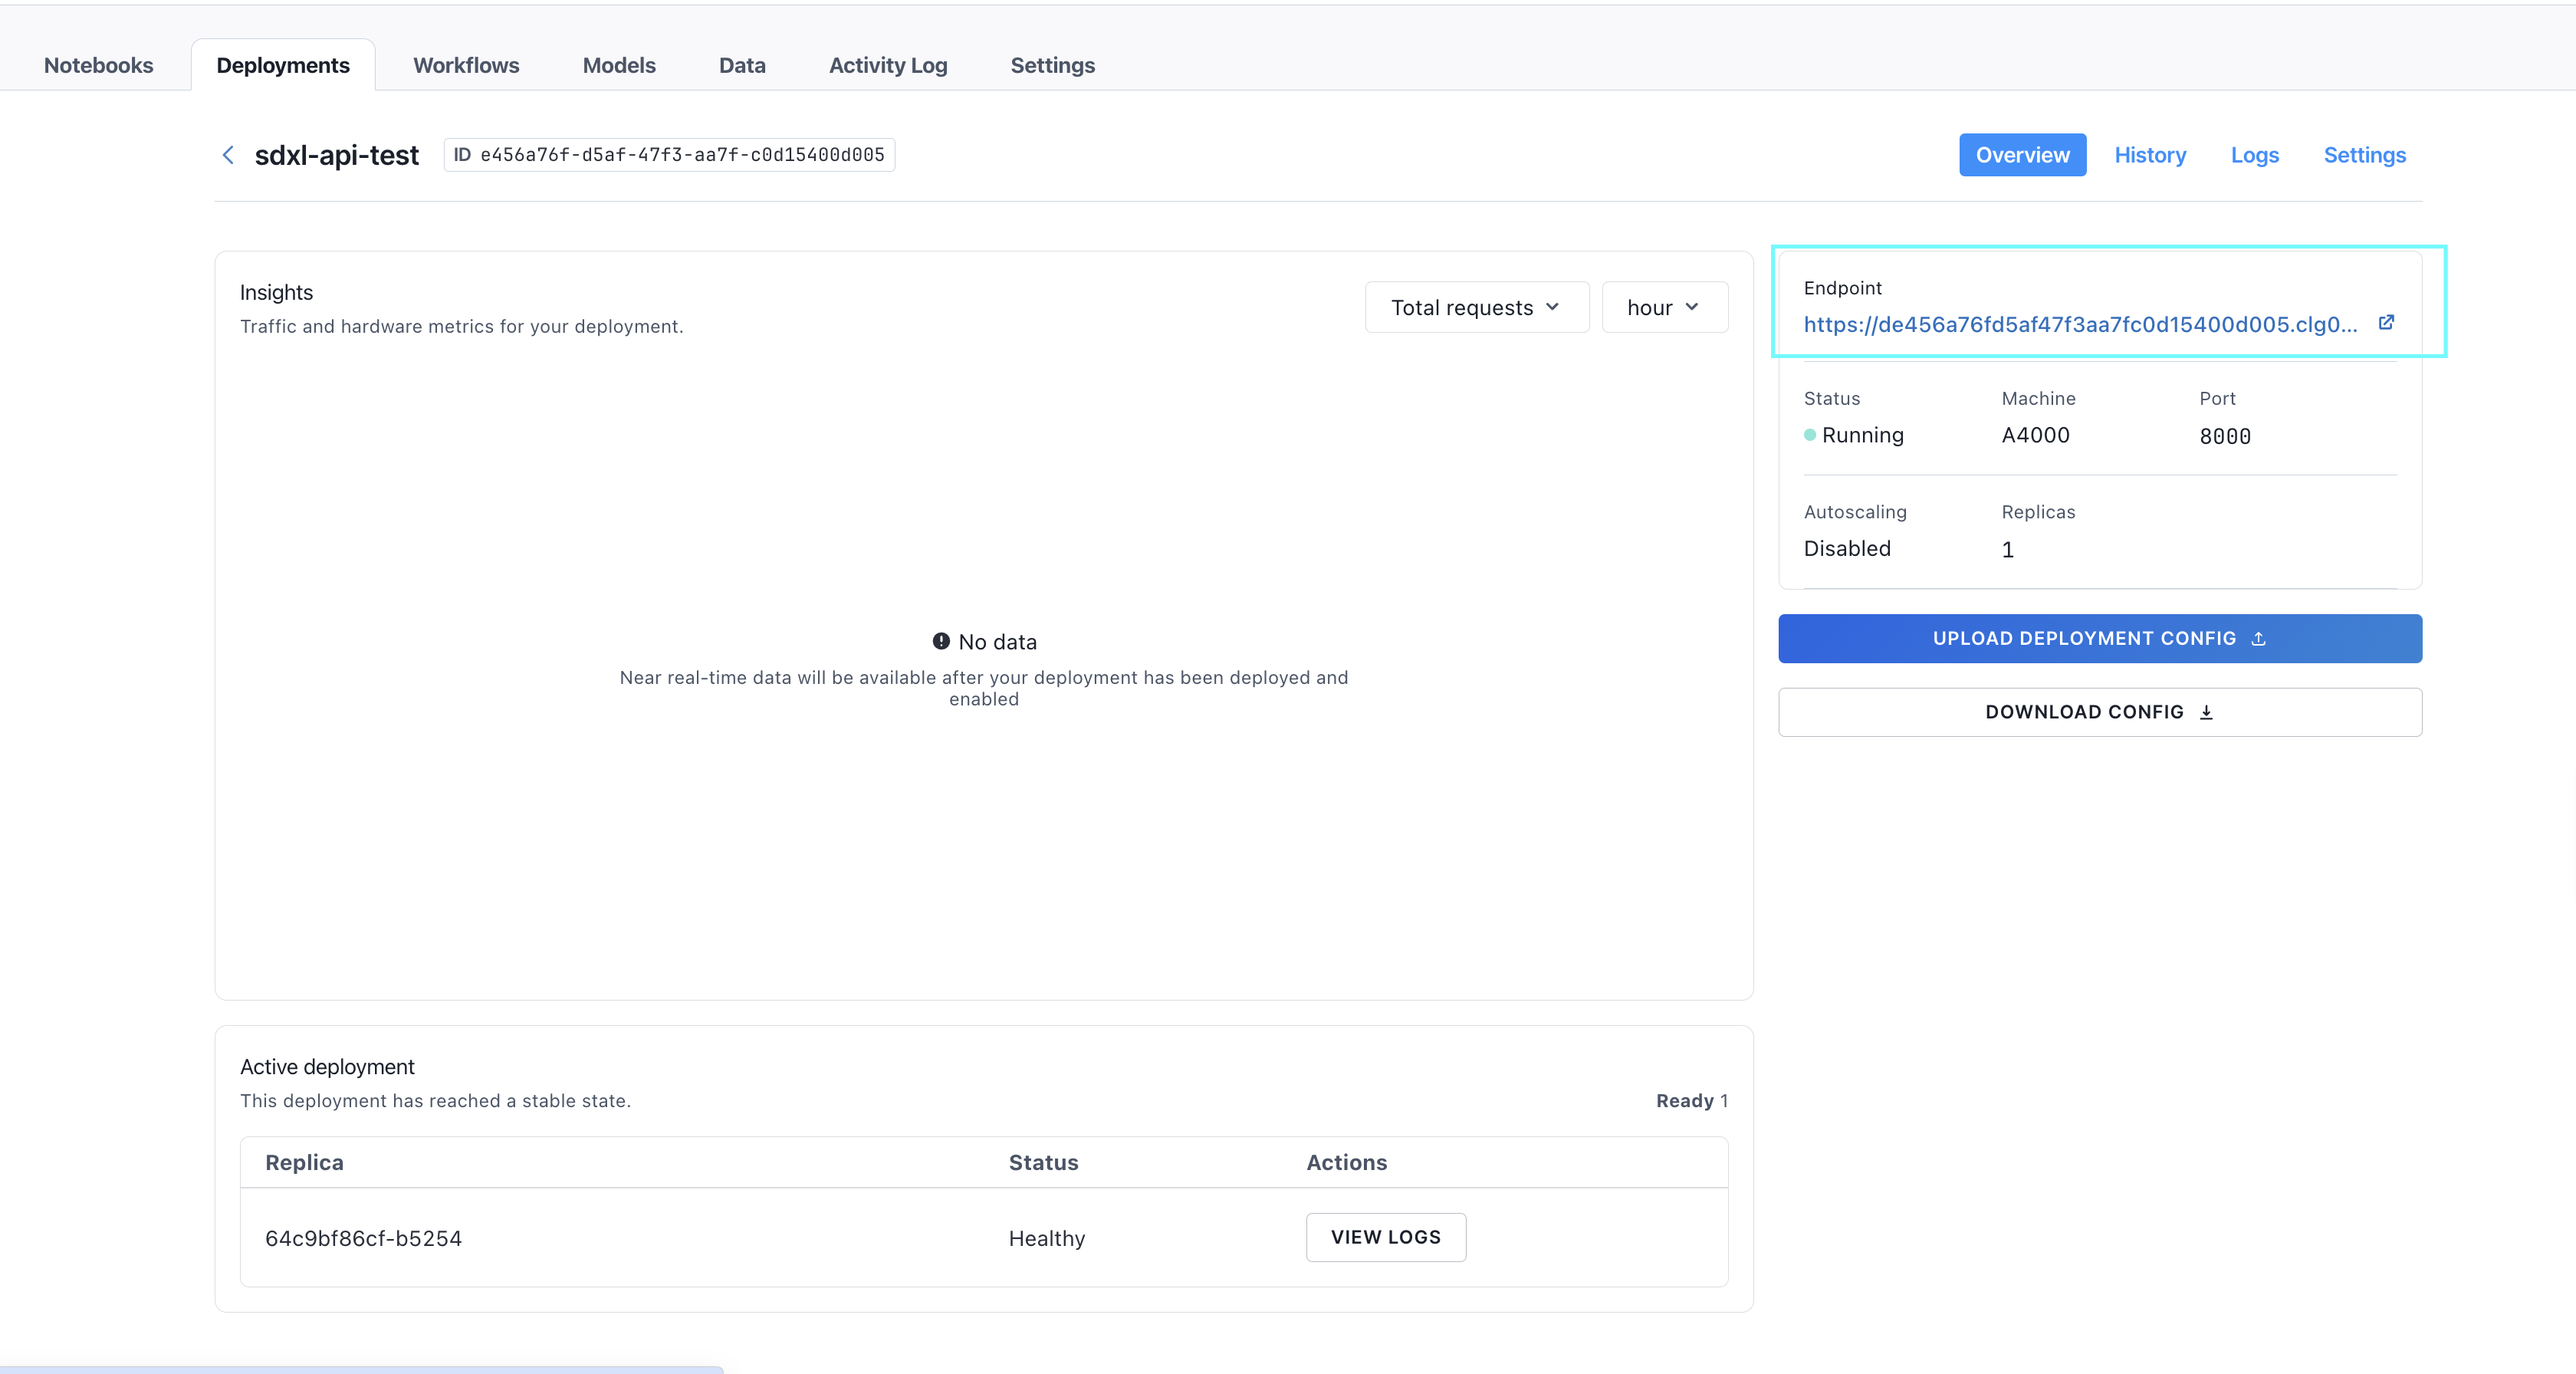 Notebooks Deployments Workflows Models Data Activity Log Settings
sdxl-api-test ID e456a76f-d5af-47f3-aa7f-c0d15400d005 Overview History Logs Settings
Insights
Traffic and hardware metrics for your deployment.
Total requests hour
No data
Near real-time data will be available after your deployment has been deployed and
enabled
Endpoint
https://de456a76fd5af47f3aa7fc0d15400d005.clg0...
Status Machine Port
Running A4000 8000
Autoscaling Replicas
Disabled 1
UPLOAD DEPLOYMENT CONFIG
DOWNLOAD CONFIG
Active deployment
This deployment has reached a stable state. Ready 1
Replica Status Actions
64c9bf86cf-b5254 Healthy VIEW LOGS